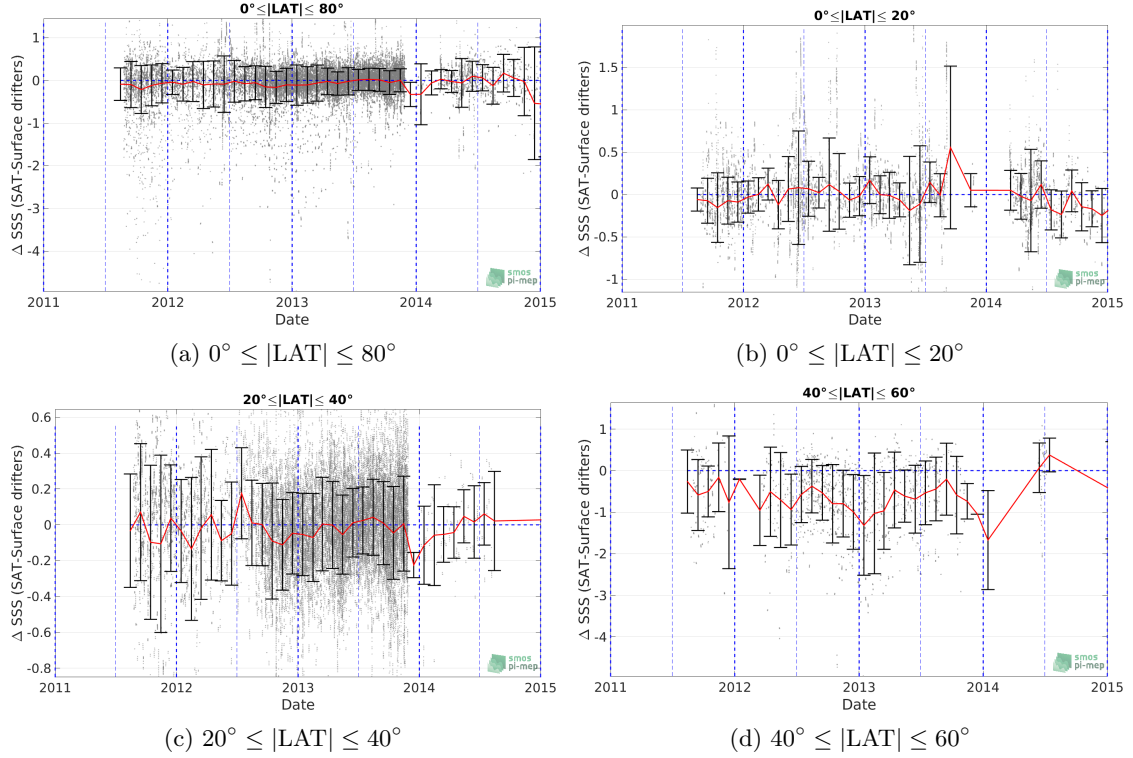 0°≤|LAT|≤ 80°
Δ SSS (SAT-Surface drifters)
1
0
-1
-2
-3
-4
2011 2012 2013 2014 2015
Date
smos
pi-mep
(a) 0° ≤ |LAT| ≤ 80°
0°≤|LAT|≤ 20°
Δ SSS (SAT-Surface drifters)
1.5
1
0.5
0
-0.5
-1
2011 2012 2013 2014 2015
Date
smos
pi-mep
(b) 0° ≤ |LAT| ≤ 20°
20°≤|LAT|≤ 40°
Δ SSS (SAT-Surface drifters)
0.6
0.4
0.2
0
-0.2
-0.4
-0.6
-0.8
2011 2012 2013 2014 2015
Date
smos
pi-mep
(c) 20° ≤ |LAT| ≤ 40°
40°≤|LAT|≤ 60°
Δ SSS (SAT-Surface drifters)
1
0
-1
-2
-3
-4
2011 2012 2013 2014 2015
Date
smos
pi-mep
(d) 40° ≤ |LAT| ≤ 60°